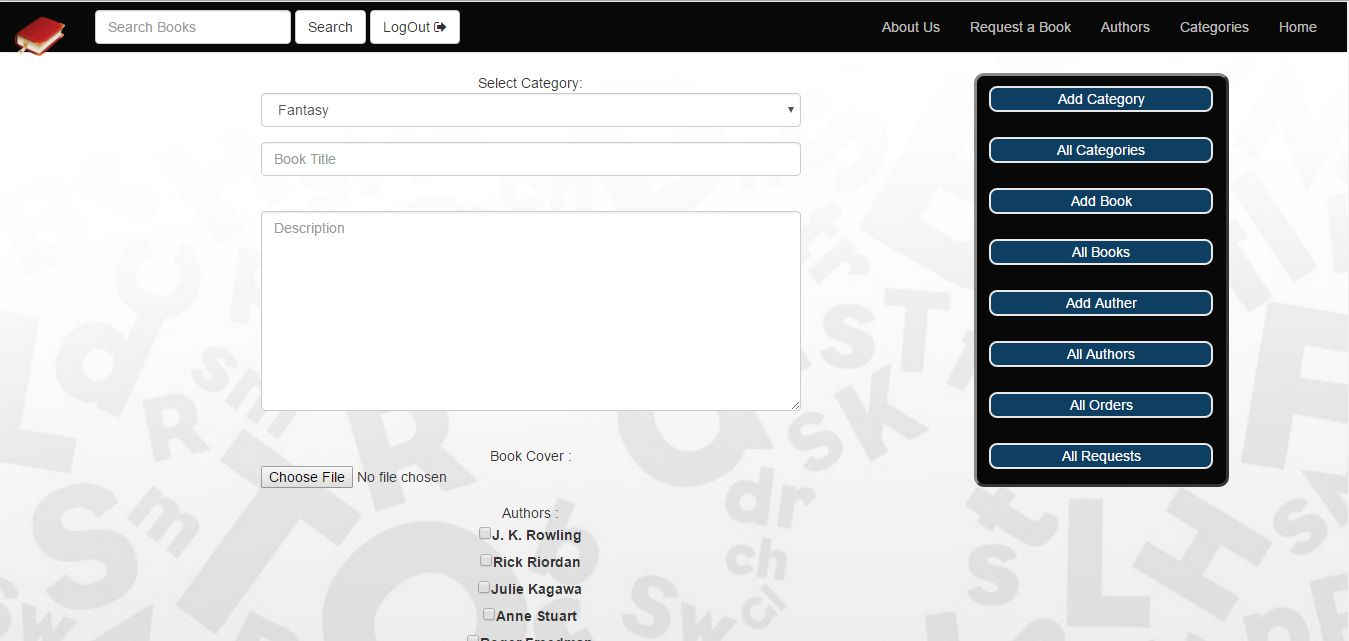 Search Books
Search
LogOut
About Us
Request a Book
Authors
Categories
Home
Select Category:
Fantasy
Book Title
Description
Book Cover :
Choose File No file chosen
Authors :
J. K. Rowling
Rick Riordan
Julie Kagawa
Anne Stuart
Roger Freedman
Add Category
All Categories
Add Book
All Books
Add Auther
All Authors
All Orders
All Requests